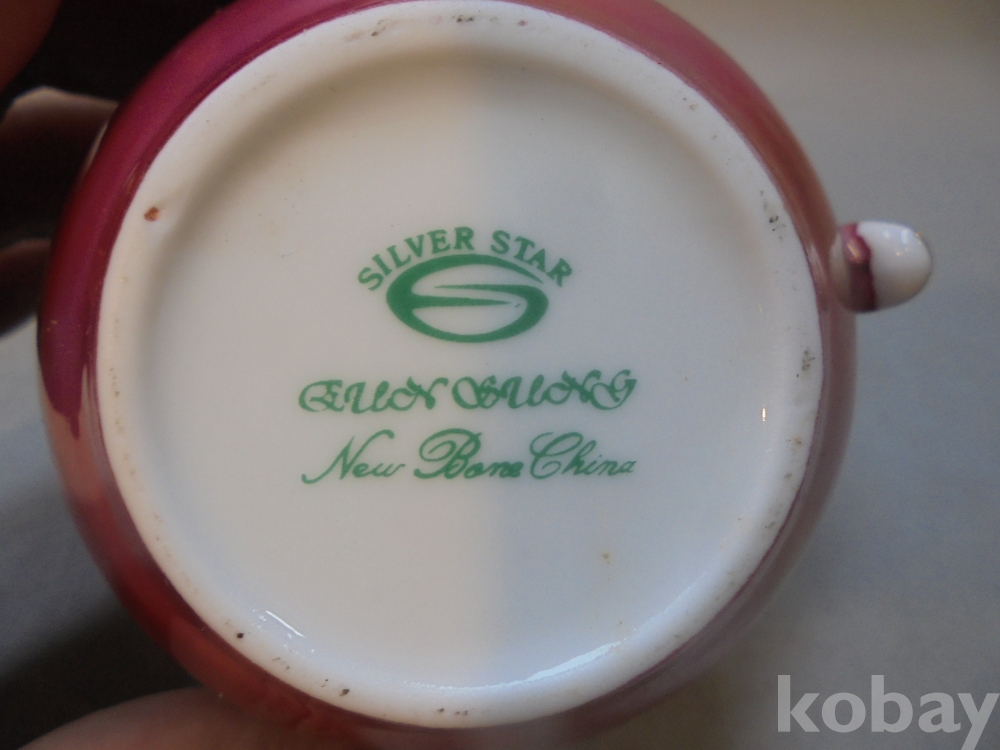 SILVER STAR
EUN SUNG
New Bone China
kobay